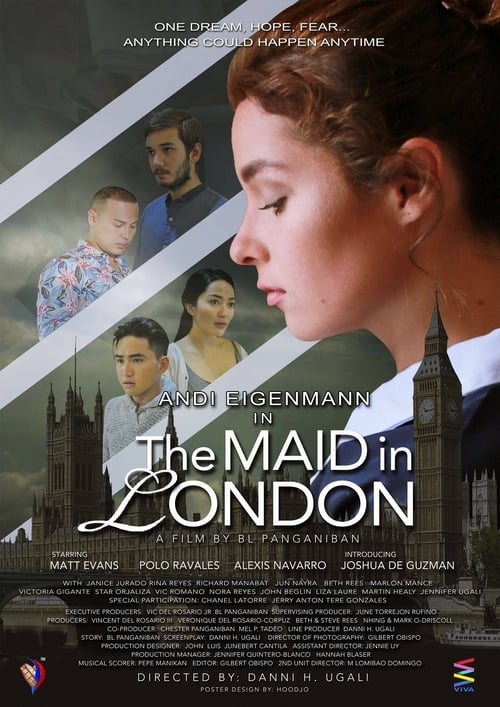 ONE DREAM, HOPE, FEAR...
ANYTHING COULD HAPPEN ANYTIME
ANDI EIGENMANN
IN
The MAID in
LONDON
A FILM BY BL PANGANIBAN
STARRING
MATT EVANS POLO RAVALES ALEXIS NAVARRO
INTRODUCING
JOSHUA DE GUZMAN
WITH JANICE JURADO RINA REYES RICHARD MANABAT JUN NAYRA BETH REES MARLON MANCE
VICTORIA GIGANTE STAR ORJALIZA VIC ROMANO NORA REYES JOHN BEGLIN LIZA LAURE MARTIN HEALY JENNIFER UGALI
SPECIAL PARTICIPATION: CHANEL LATORRE JERRY ANTON TERE GONZALES
EXECUTIVE PRODUCERS: VIC DEL ROSARIO JR BL PANGANIBAN SUPERVISING PRODUCER: JUNE TORREJON RUFINO
PRODUCERS: VINCENT DEL ROSARIO III VERONIQUE DEL ROSARIO-CORPUZ BETH & STEVE REES NHING & MARK O-DRISCOLL
CO PRODUCER: CHESTER PANGANIBAN MEL P. TADEO LINE PRODUCER DANNI H. UGALI
STORY: BL PANGANIBAN SCREENPLAY: DANNI H. UGALI DIRECTOR OF PHOTOGRAPHY: GILBERT OBISPO
PRODUCTION DESIGNER: JOHN LUIS JUNEBERT CANTILA ASSISTANT DIRECTOR: JENNIE UY
PRODUCTION MANAGER: JENNIFER QUINTERO-BLANCO HANNAH BLASER
MUSICAL SCORER: PEPE MANIKAN EDITOR: GILBERT OBISPO 2ND UNIT DIRECTOR: M LOMIBAO DOMINGO
DIRECTED BY: DANNI H. UGALI
POSTER DESIGN BY: HOODJO
VIVA